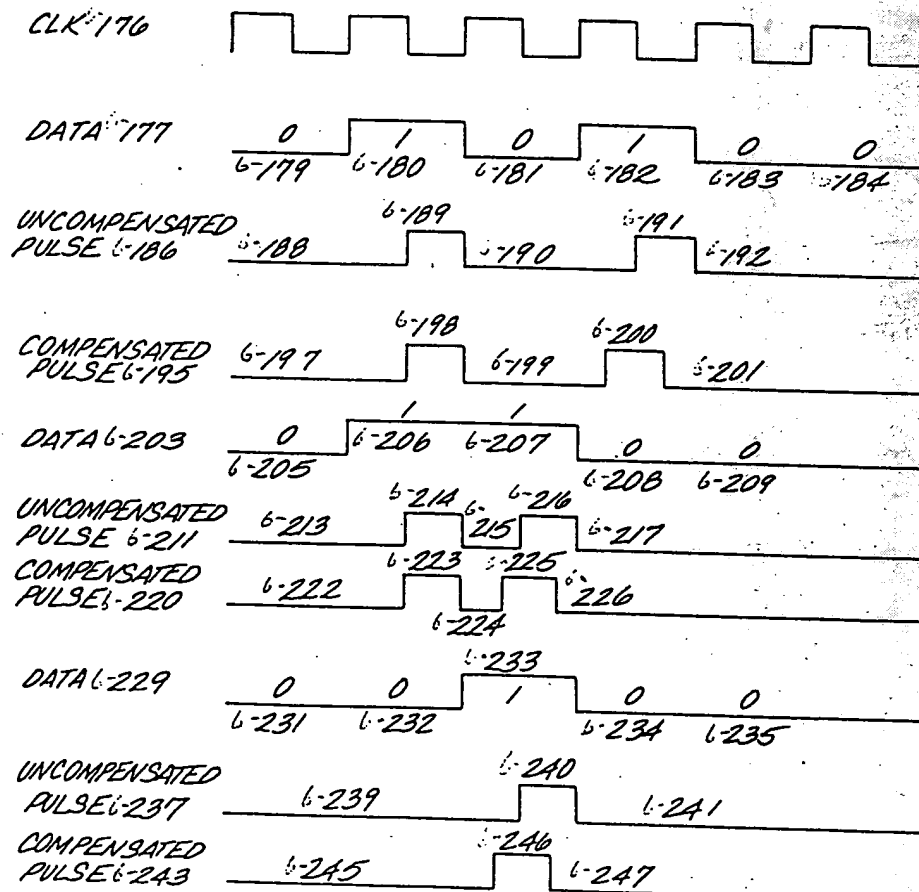 CLK 6-176
DATA 6-177
0 1 0 1 0 0
6-179 6-180 6-181 6-182 6-183 6-184
UNCOMPENSATED
PULSE 6-186
6-188 6-189 6-190 6-191 6-192
COMPENSATED
PULSE 6-195
6-197 6-198 6-199 6-200 6-201
DATA 6-203
0 1 1 0 0
6-205 6-206 6-207 6-208 6-209
UNCOMPENSATED
PULSE 6-211
6-213 6-214 6-215 6-216 6-217
COMPENSATED
PULSE 6-220
6-222 6-223 6-224 6-225 6-226
DATA 6-229
6-233
0 0 1 0 0
6-231 6-232 6-234 6-235
UNCOMPENSATED
PULSE 6-237
6-239 6-240 6-241
COMPENSATED
PULSE 6-243
6-245 6-246 6-247